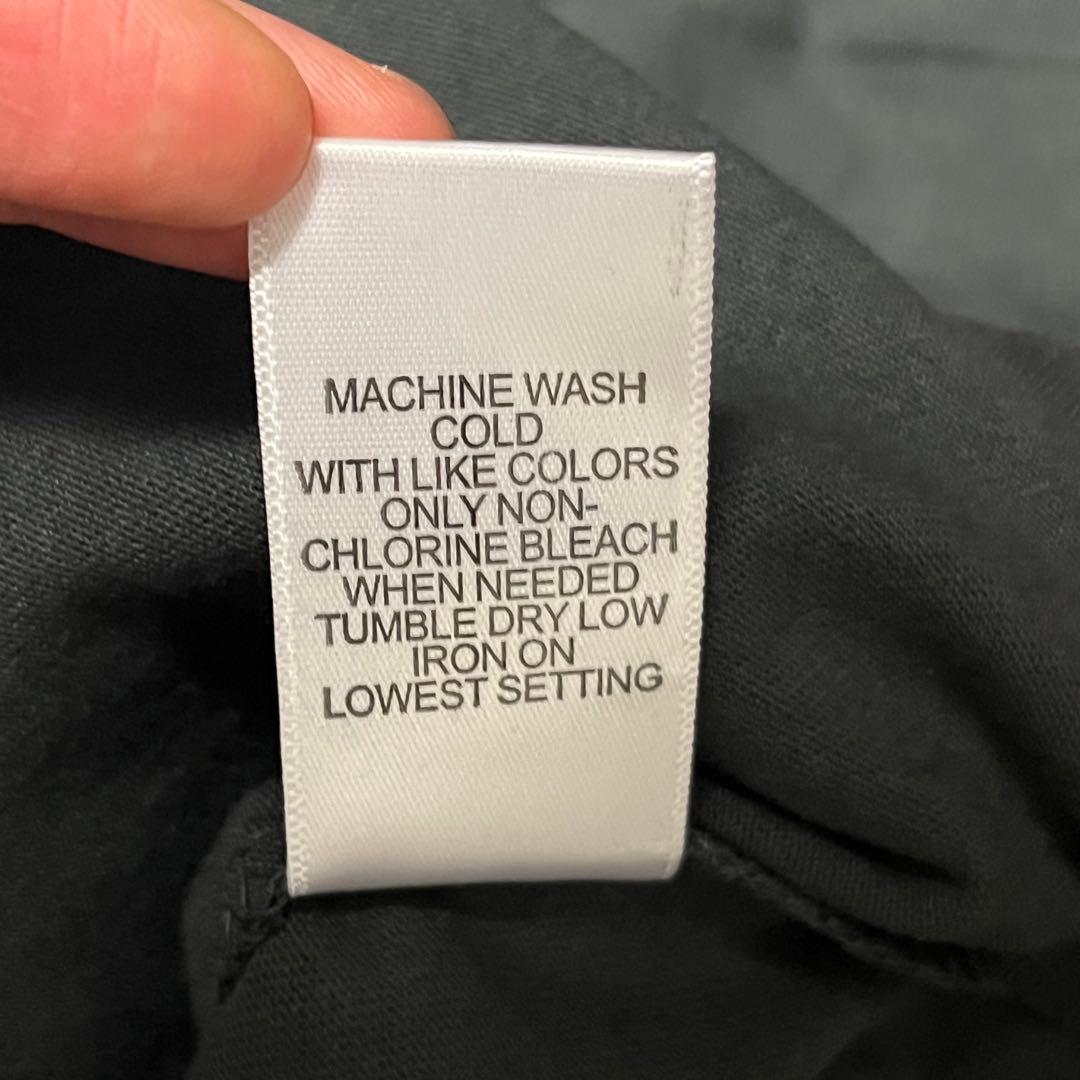 MACHINE WASH
COLD
WITH LIKE COLORS
ONLY NON-
CHLORINE BLEACH
WHEN NEEDED
TUMBLE DRY LOW
IRON ON
LOWEST SETTING